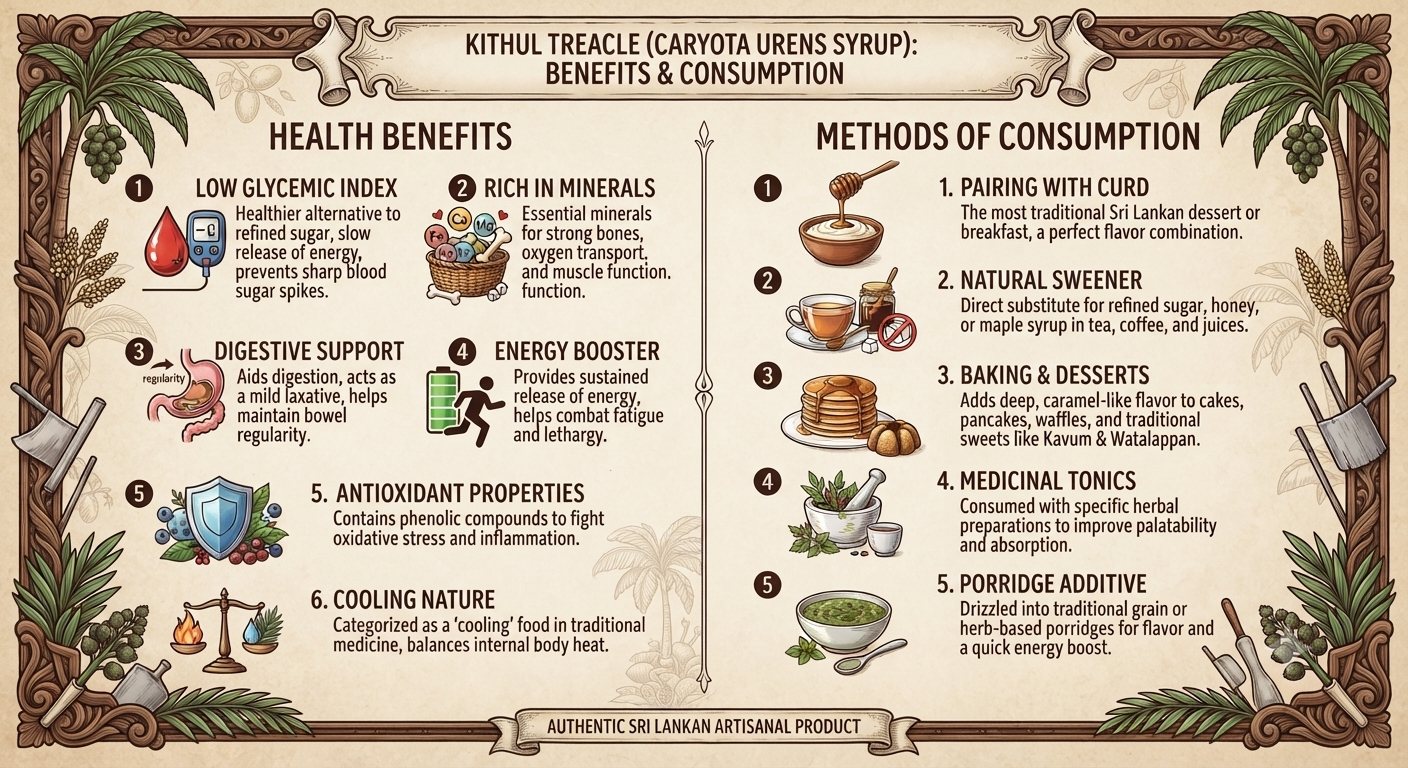 KITHUL TREACLE (CARYOTA URENS SYRUP):
BENEFITS & CONSUMPTION
HEALTH BENEFITS
1
LOW GLYCEMIC INDEX
Healthier alternative to
refined sugar, slow
release of energy,
prevents sharp blood
sugar spikes.
2
RICH IN MINERALS
Essential minerals
for strong bones,
oxygen transport,
and muscle function.
function.
3
regularity
DIGESTIVE SUPPORT
Aids digestion, acts as
a mild laxative, helps
maintain bowel
regularity.
4
ENERGY BOOSTER
Provides sustained
release of energy,
helps combat fatigue
and lethargy.
5
5. ANTIOXIDANT PROPERTIES
Contains phenolic compounds to fight
oxidative stress and inflammation.
6. COOLING NATURE
Categorized as a 'cooling' food in traditional
medicine, balances internal body heat.
METHODS OF CONSUMPTION
1
1. PAIRING WITH CURD
The most traditional Sri Lankan dessert or
breakfast, a perfect flavor combination.
2
2. NATURAL SWEENER
Direct substitute for refined sugar, honey,
or maple syrup in tea, coffee, and juices.
3
3. BAKING & DESSERTS
Adds deep, caramel-like flavor to cakes,
pancakes, waffles, and traditional
sweets like Kavum & Watalappan.
4
4. MEDICINAL TONICS
Consumed with specific herbal
preparations to improve palatability
and absorption.
5
5. PORRIDGE ADDITIVE
Drizzled into traditional grain or
herb-based porridges for flavor and
a quick energy boost.
AUTHENTIC SRI LANKAN ARTISANAL PRODUCT